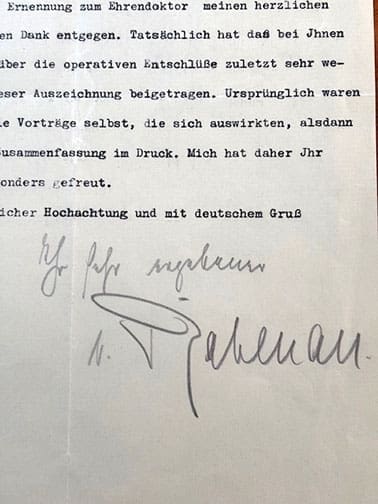 Ernennung zum Ehrendoktor meinen herzlichen
en Dank entgegen. Tatsächlich hat daß bei Jhnen
über die operativen Entschlüße zuletzt sehr we-
eser Auszeichnung beigetragen. Ursprünglich waren
ie Vorträge selbst, die sich auswirkten, alsdann
Zusammenfassung im Druck. Mich hat daher Jhr
onders gefreut.
icher Hochachtung und mit deutschem Gruß
Ihr sehr ergebener
v. Rabenau.